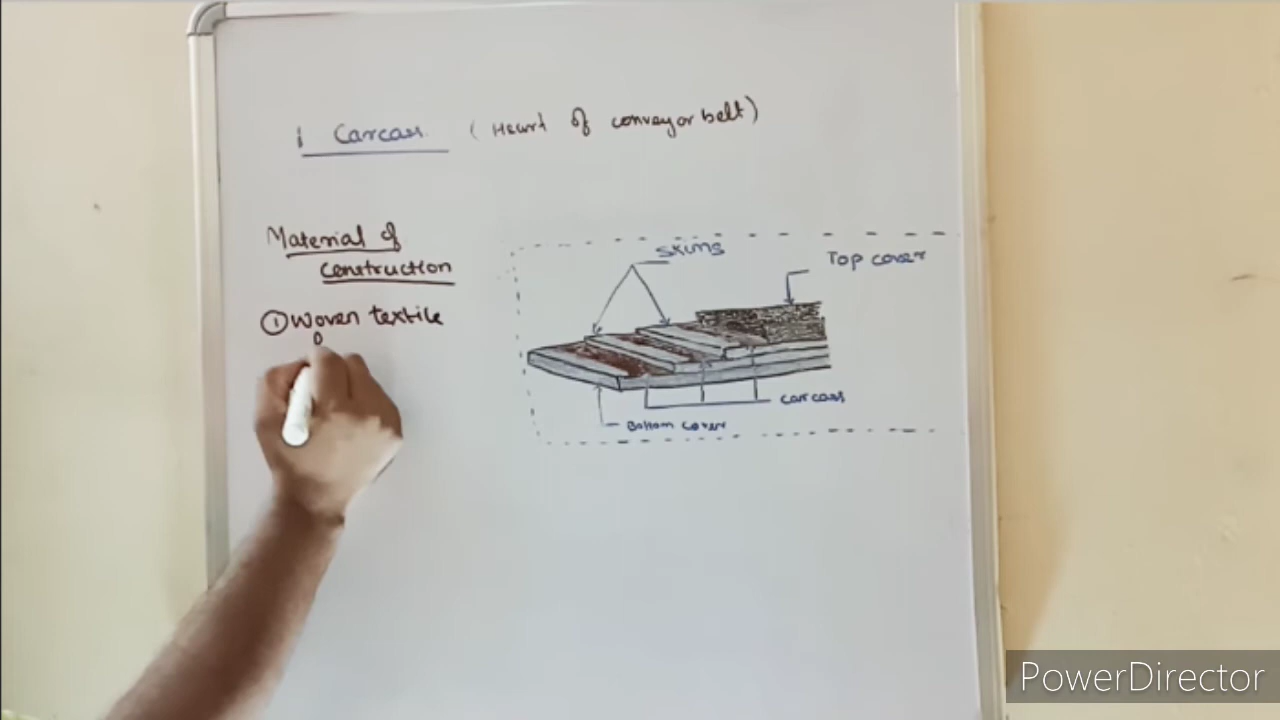 1 Carcass (Heart of conveyor belt)
Material of
construction
① Woven textile
Skims
Top cover
carcass
Bottom cover
PowerDirector